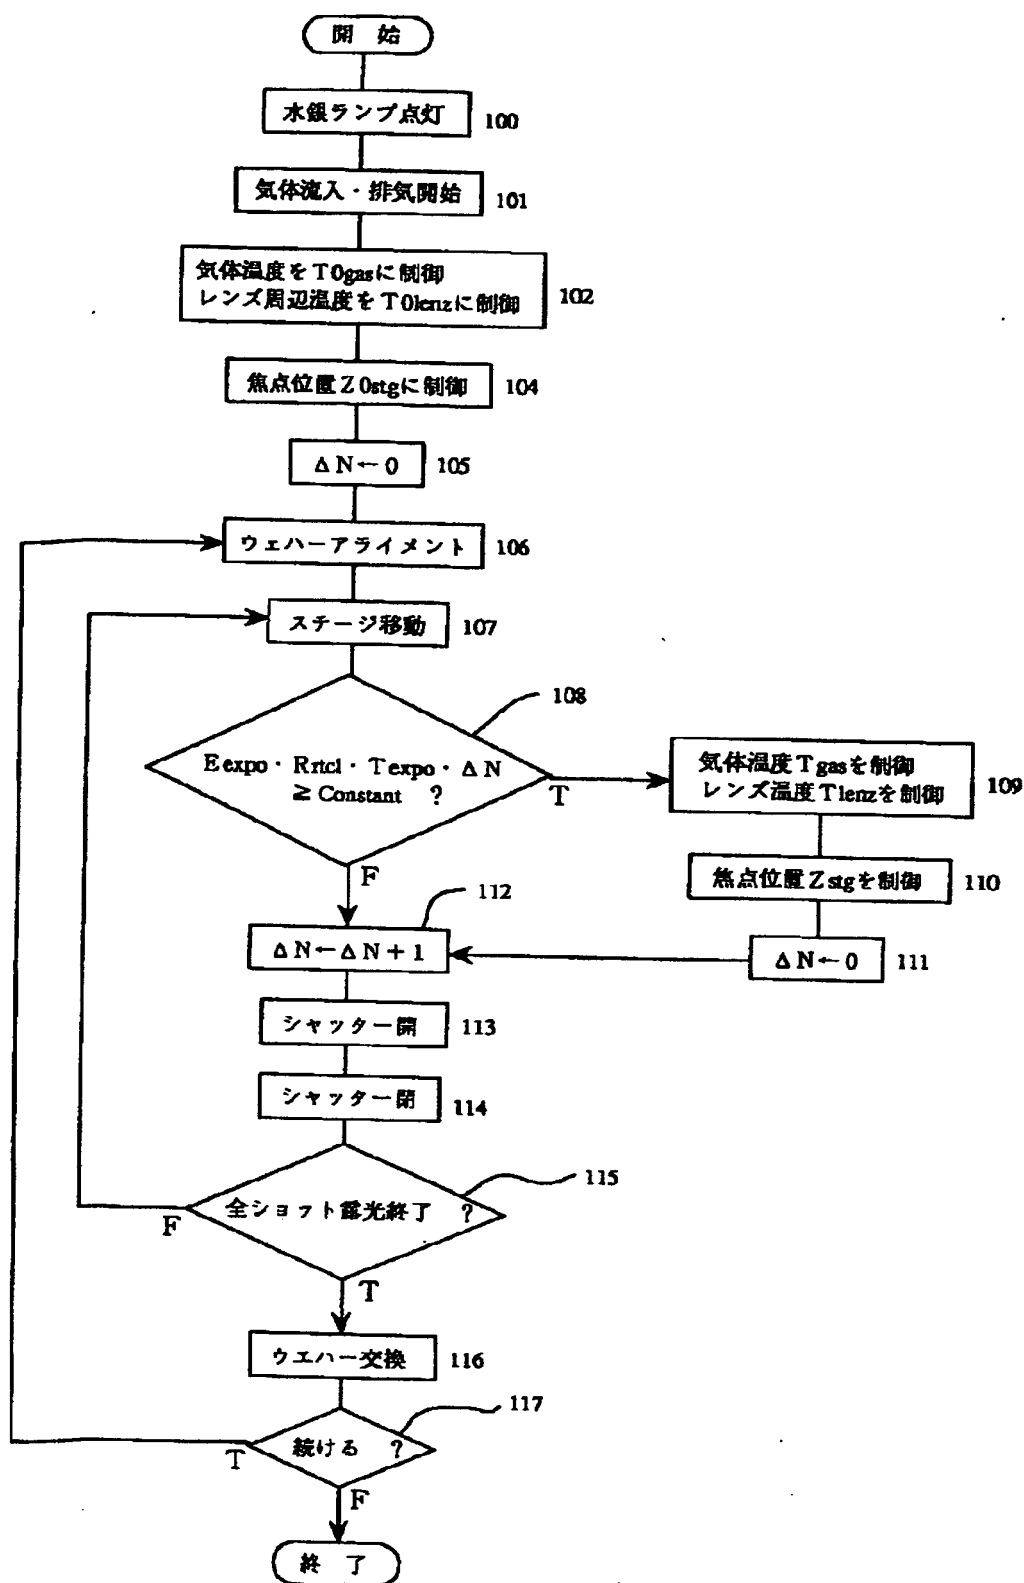 開 始
水銀ランプ点灯 100
気体流入・排気開始 101
気体温度をT0gasに制御
レンズ周辺温度をT0lenzに制御 102
焦点位置Z0stgに制御 104
ΔN←0 105
ウェハーアライメント 106
ステージ移動 107
108
Eexpo・Rrtcl・Texpo・ΔN
≧Constant ?
T
F
気体温度Tgasを制御
レンズ温度Tlenzを制御 109
焦点位置Zstgを制御 110
ΔN←0 111
112
ΔN←ΔN+1
シャッター開 113
シャッター閉 114
115
全ショット露光終了 ?
F
T
ウエハー交換 116
117
続ける ?
T
F
終 了